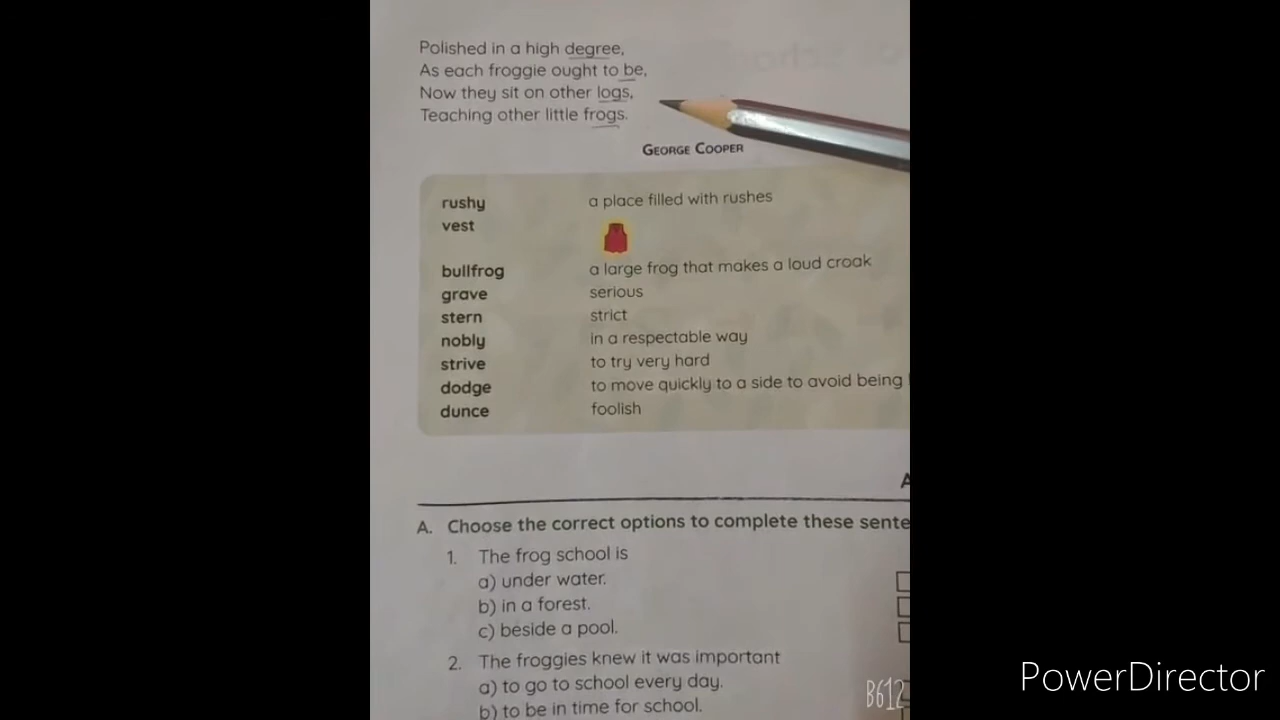 Polished in a high degree,
As each froggie ought to be,
Now they sit on other logs,
Teaching other little frogs.
GEORGE COOPER
rushy a place filled with rushes
vest
bullfrog a large frog that makes a loud croak
grave serious
stern strict
nobly in a respectable way
strive to try very hard
dodge to move quickly to a side to avoid being
dunce foolish
A
A. Choose the correct options to complete these sente
1. The frog school is
a) under water.
b) in a forest.
c) beside a pool.
2. The froggies knew it was important
a) to go to school every day.
b) to be in time for school.
B612
PowerDirector